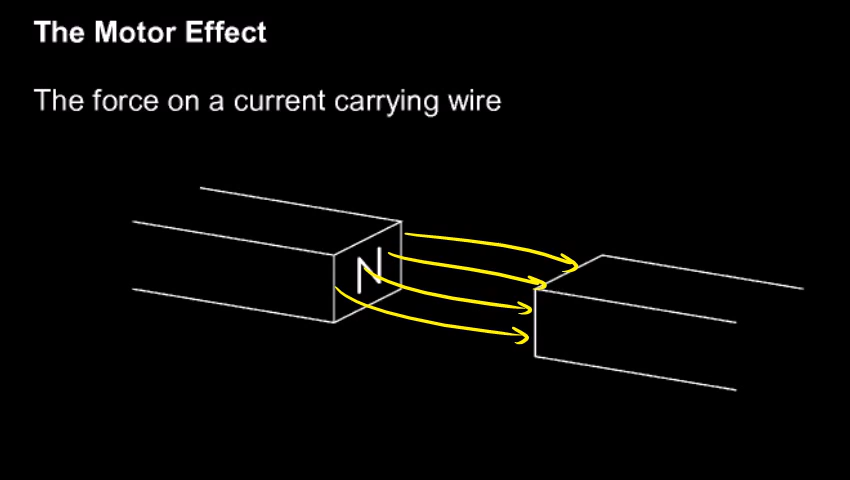 The Motor Effect
The force on a current carrying wire
N